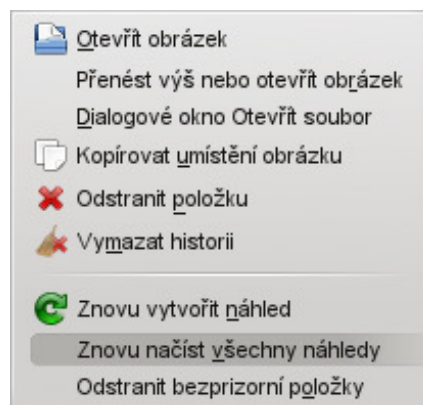 Otevřít obrázek
Přenést výš nebo otevřít obrázek
Dialogové okno Otevřít soubor
Kopírovat umístění obrázku
Odstranit položku
Vymazat historii
Znovu vytvořit náhled
Znovu načíst všechny náhledy
Odstranit bezprizorní položky